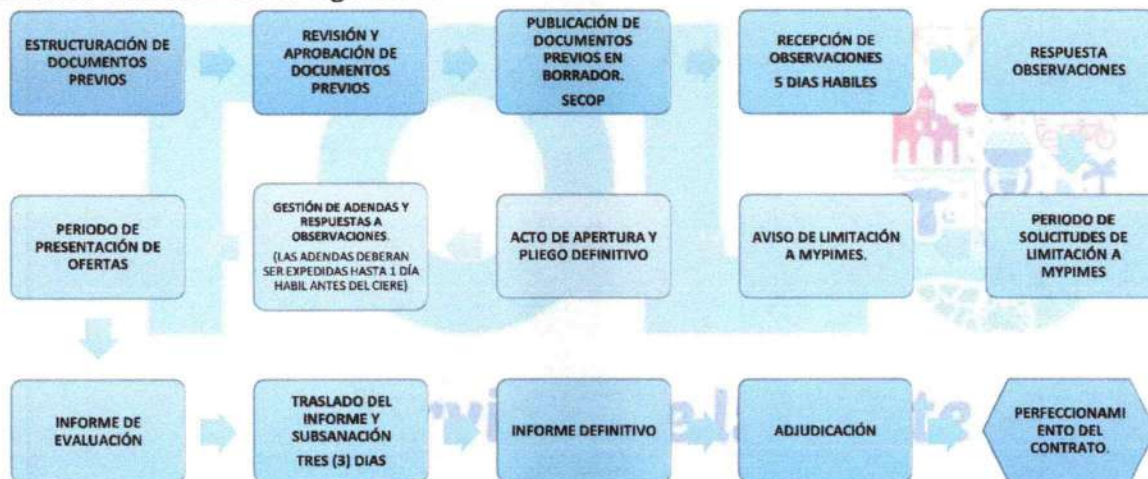 ESTRUCTURACIÓN DE
DOCUMENTOS
PREVIOS
REVISIÓN Y
APROBACIÓN DE
DOCUMENTOS
PREVIOS
PUBLICACIÓN DE
DOCUMENTOS
PREVIOS EN
BORRADOR.
SECOP
RECEPCIÓN DE
OBSERVACIONES
5 DIAS HABILES
RESPUESTA
OBSERVACIONES
PERIODO DE
SOLICITUDES DE
LIMITACIÓN A
MYPIMES
AVISO DE LIMITACIÓN
A MYPIMES.
ACTO DE APERTURA Y
PLIEGO DEFINITIVO
GESTIÓN DE ADENDAS Y
RESPUESTAS A
OBSERVACIONES.
(LAS ADENDAS DEBERAN
SER EXPEDIDAS HASTA 1 DÍA
HABIL ANTES DEL CIERE)
PERIODO DE
PRESENTACIÓN DE
OFERTAS
INFORME DE
EVALUACIÓN
TRASLADO DEL
INFORME Y
SUBSANACIÓN
TRES (3) DIAS
INFORME DEFINITIVO
ADJUDICACIÓN
PERFECCIONAMI
ENTO DEL
CONTRATO.